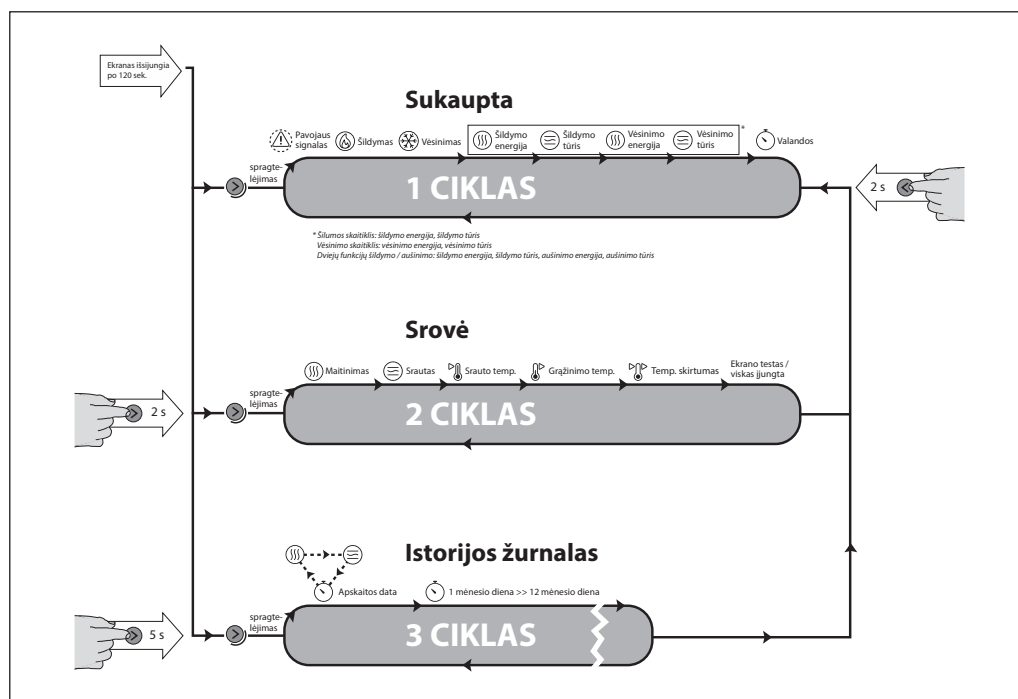 Ekranas išsijungia
po 120 sek.
Sukaupta
Pavojaus
signalas
Šildymas
Vėsinimas
Šildymo
energija
Šildymo
tūris
Vėsinimo
energija
Vėsinimo
tūris
*
Valandos
spragte-
lėjimas
1 CIKLAS
2 s
* Šilumos skaitiklis: šildymo energija, šildymo tūris
Vėsinimo skaitiklis: vėsinimo energija, vėsinimo tūris
Dviejų funkcijų šildymo / aušinimo: šildymo energija, šildymo tūris, aušinimo energija, aušinimo tūris
Srovė
Maitinimas
Srautas
Srauto temp.
Grąžinimo temp.
Temp. skirtumas
Ekrano testas /
viskas įjungta
2 s
spragte-
lėjimas
2 CIKLAS
Istorijos žurnalas
Apskaitos data
1 mėnesio diena >> 12 mėnesio diena
5 s
spragte-
lėjimas
3 CIKLAS